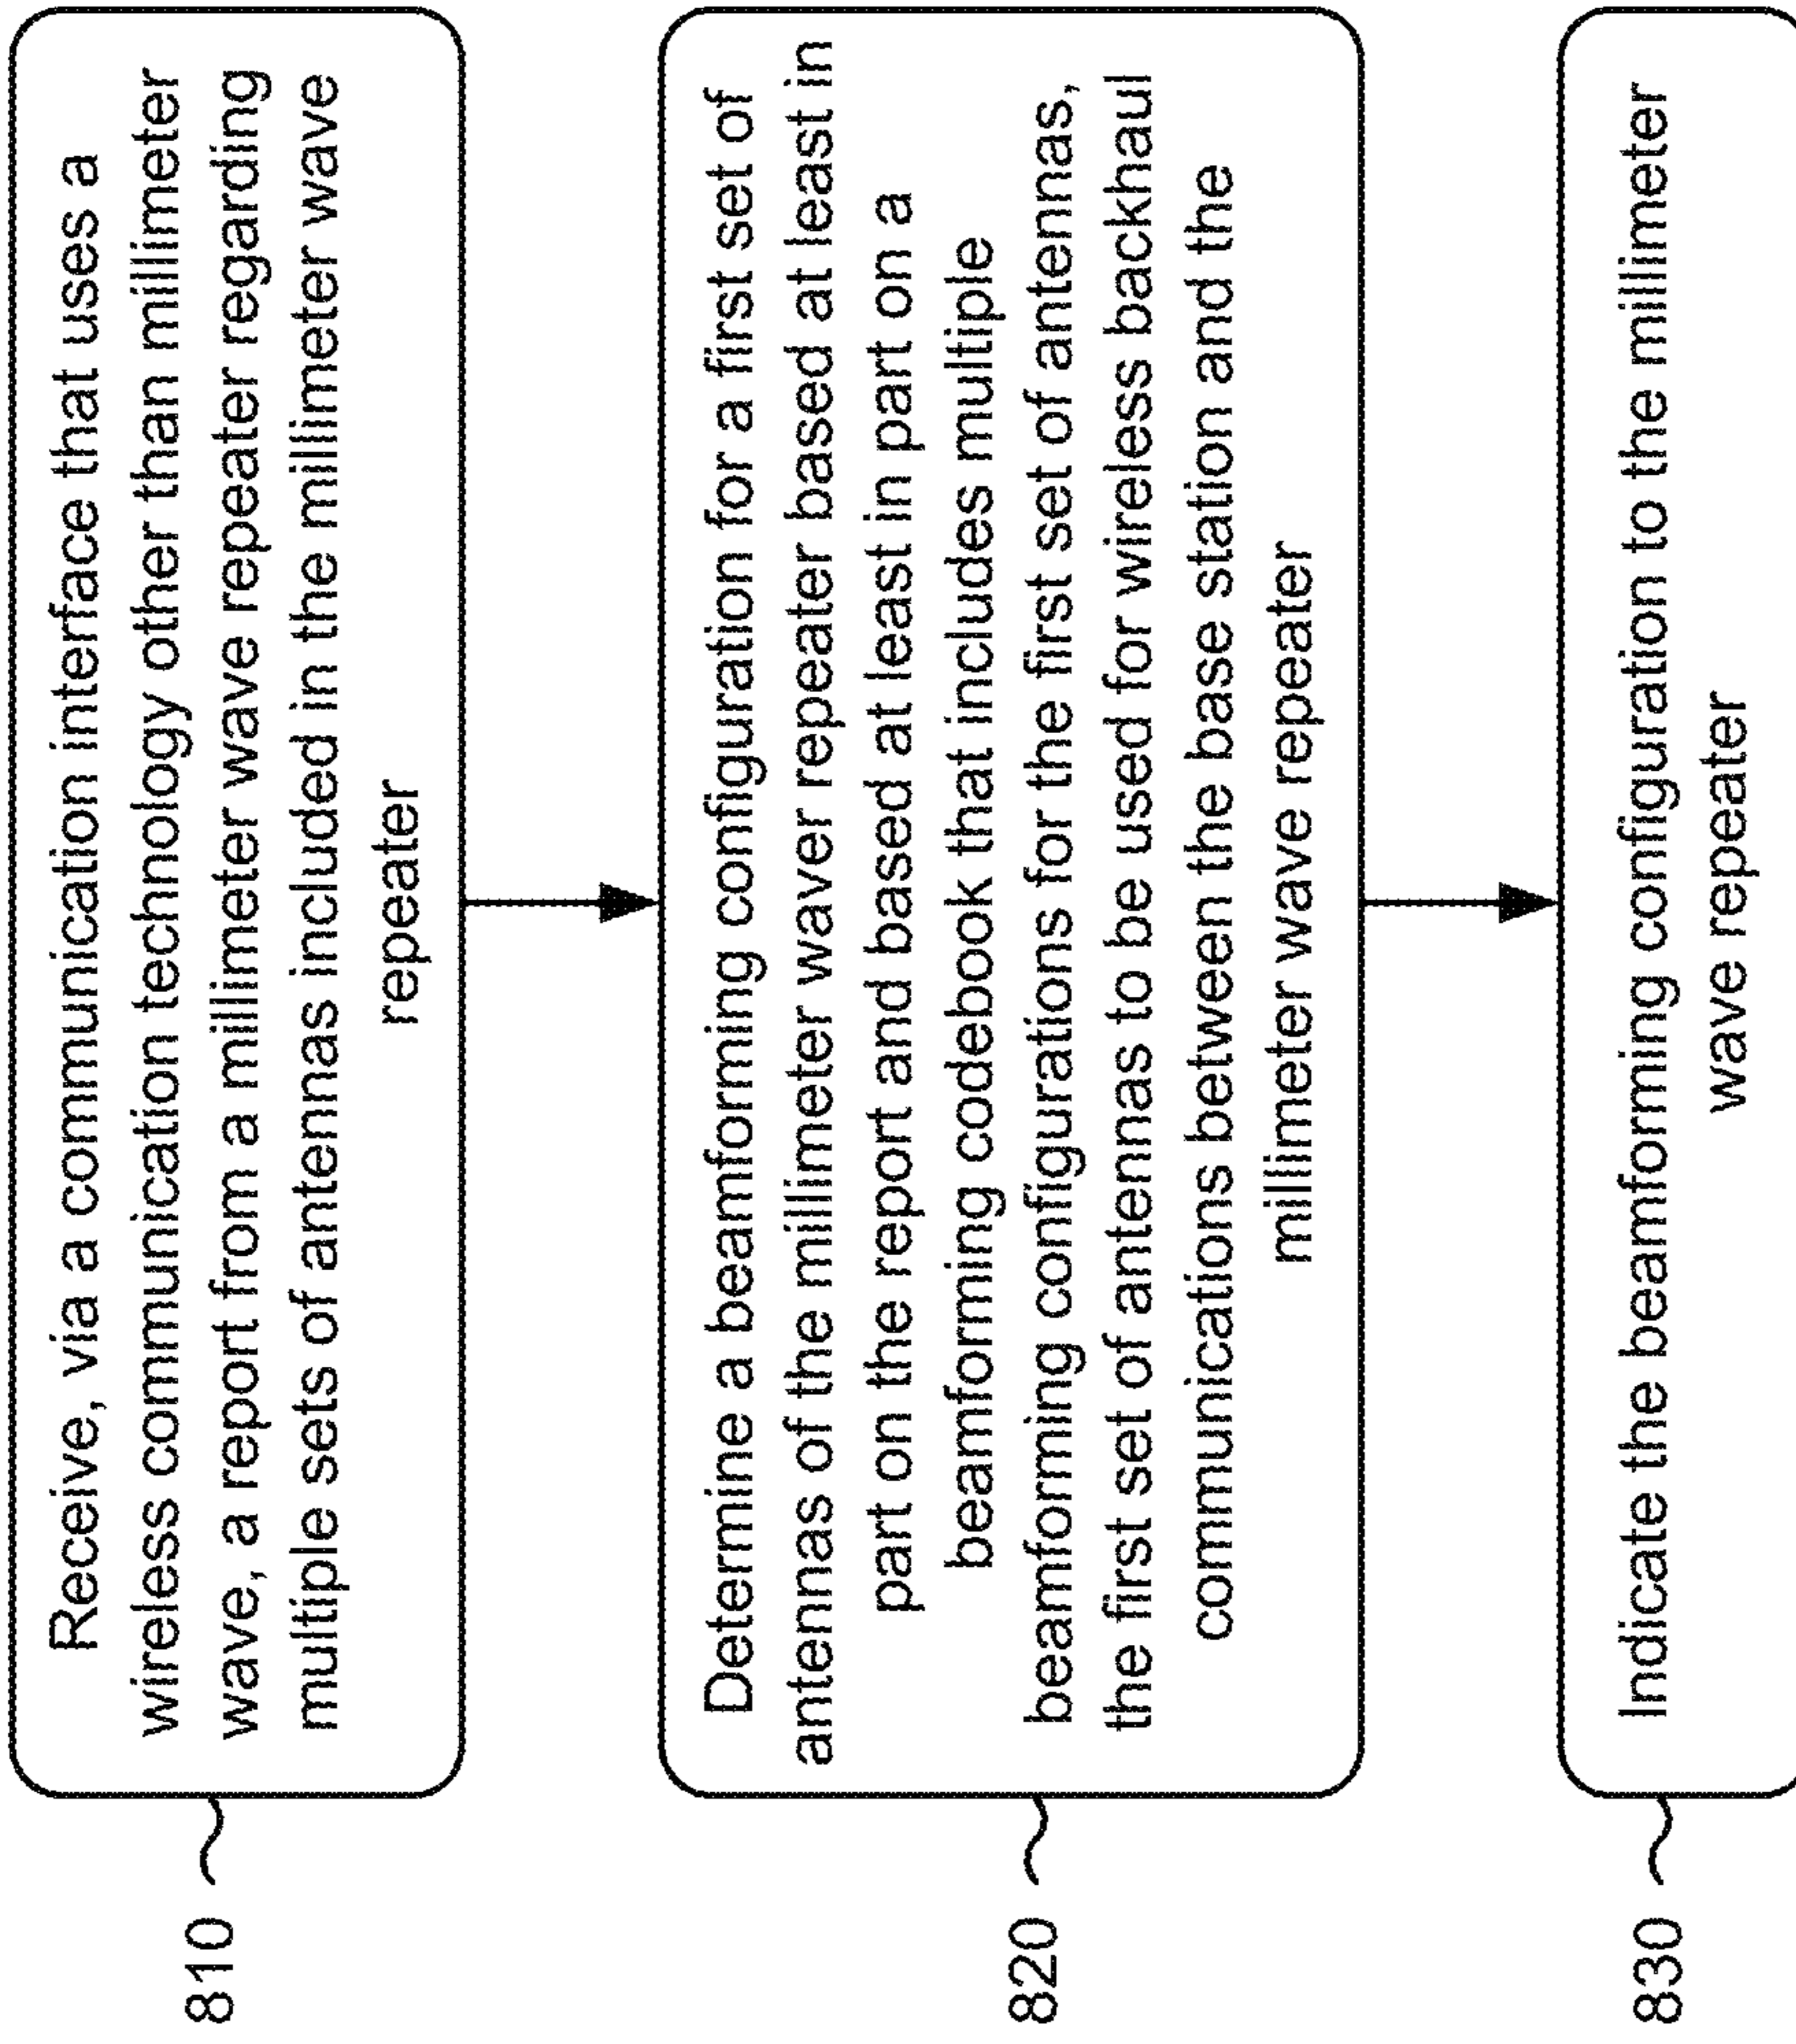 810
Receive, via a communication interface that uses a
wireless communication technology other than millimeter
wave, a report from a millimeter wave repeater regarding
multiple sets of antennas included in the millimeter wave
repeater
820
Determine a beamforming configuration for a first set of
antennas of the millimeter waver repeater based at least in
part on the report and based at least in part on a
beamforming codebook that includes multiple
beamforming configurations for the first set of antennas,
the first set of antennas to be used for wireless backhaul
communications between the base station and the
millimeter wave repeater
830
Indicate the beamforming configuration to the millimeter
wave repeater